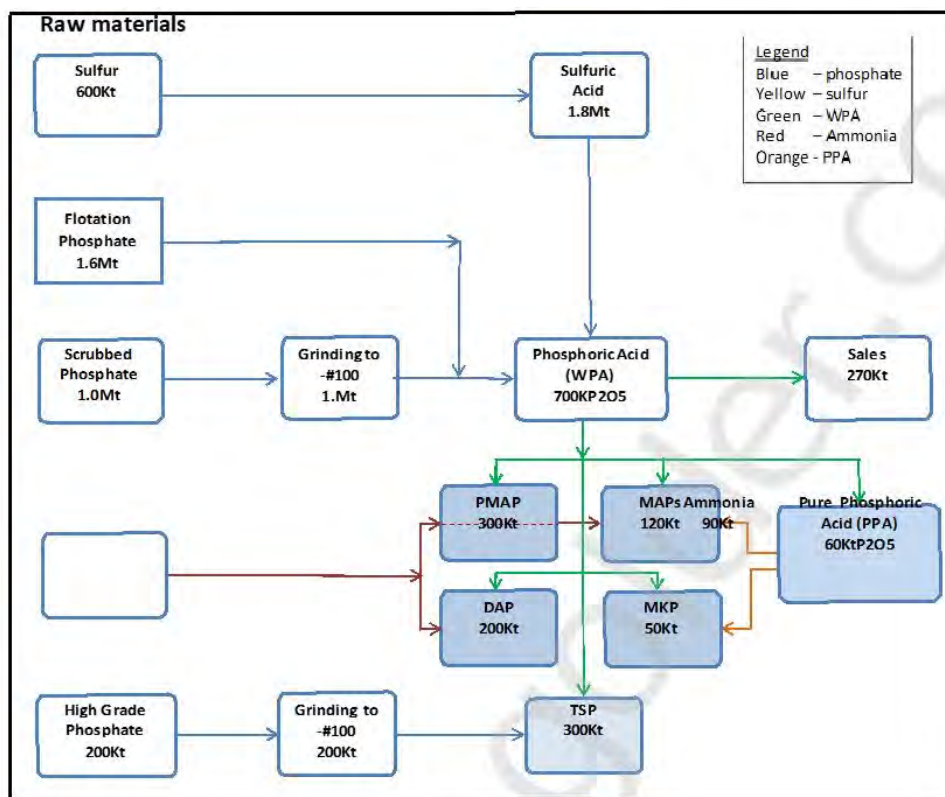 Raw materials
Sulfur
600Kt
Sulfuric
Acid
1.8Mt
Legend
Blue – phosphate
Yellow – sulfur
Green – WPA
Red – Ammonia
Orange - PPA
Flotation
Phosphate
1.6Mt
Scrubbed
Phosphate
1.0Mt
Grinding to
-#100
1.Mt
Phosphoric Acid
(WPA)
700KP2O5
Sales
270Kt
PMAP
300Kt
MAPs
120Kt
Ammonia
90Kt
Pure Phosphoric
Acid (PPA)
60KtP2O5
DAP
200Kt
MKP
50Kt
High Grade
Phosphate
200Kt
Grinding to
-#100
200Kt
TSP
300Kt